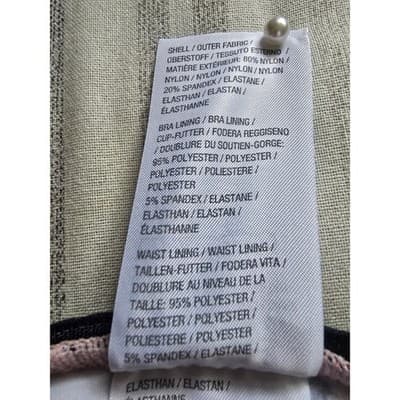 SHELL / OUTER FABRIC /
OBERSTOFF / TESSUTO ESTERNO /
MATIÈRE EXTÉRIEUR: 80% NYLON /
NYLON / NYLON / NYLON / NYLON
20% SPANDEX / ELASTANE /
ELASTHAN / ELASTAN /
ÉLASTHANNE
BRA LINING / BRA LINING /
CUP-FUTTER / FODERA REGGISENO
/ DOUBLURE DU SOUTIEN-GORGE:
95% POLYESTER / POLYESTER /
POLYESTER / POLIESTERE /
POLYESTER
5% SPANDEX / ELASTANE /
ELASTHAN / ELASTAN /
ÉLASTHANNE
WAIST LINING / WAIST LINING /
TAILLEN-FUTTER / FODERA VITA /
DOUBLURE AU NIVEAU DE LA
TAILLE: 95% POLYESTER /
POLYESTER / POLYESTER /
POLIESTERE / POLYESTER
5% SPANDEX / ELASTANE /
ELASTHAN / ELASTAN /
ÉLASTHANNE